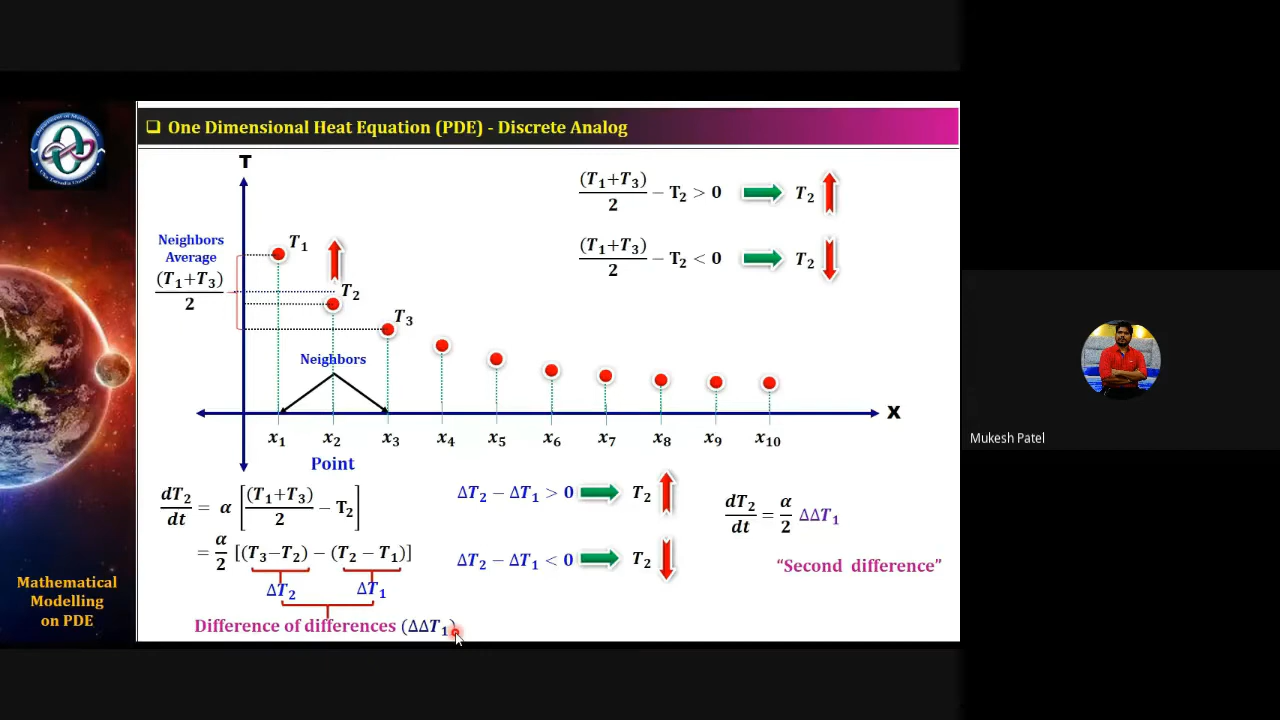 ❑ One Dimensional Heat Equation (PDE) - Discrete Analog
T
(T₁+T₃)/2 − T₂ > 0 T₂
(T₁+T₃)/2 − T₂ < 0 T₂
Neighbors
Average
(T₁+T₃)/2
T₁
T₂
T₃
Neighbors
X
x₁ x₂ x₃ x₄ x₅ x₆ x₇ x₈ x₉ x₁₀
Point
dT₂/dt = α [(T₁+T₃)/2 − T₂]
= α/2 [(T₃−T₂) − (T₂ − T₁)]
ΔT₂ ΔT₁
Difference of differences (ΔΔT₁)
ΔT₂ − ΔT₁ > 0 T₂
ΔT₂ − ΔT₁ < 0 T₂
dT₂/dt = α/2 ΔΔT₁
“Second difference”
Mathematical
Modelling
on PDE
Mukesh Patel